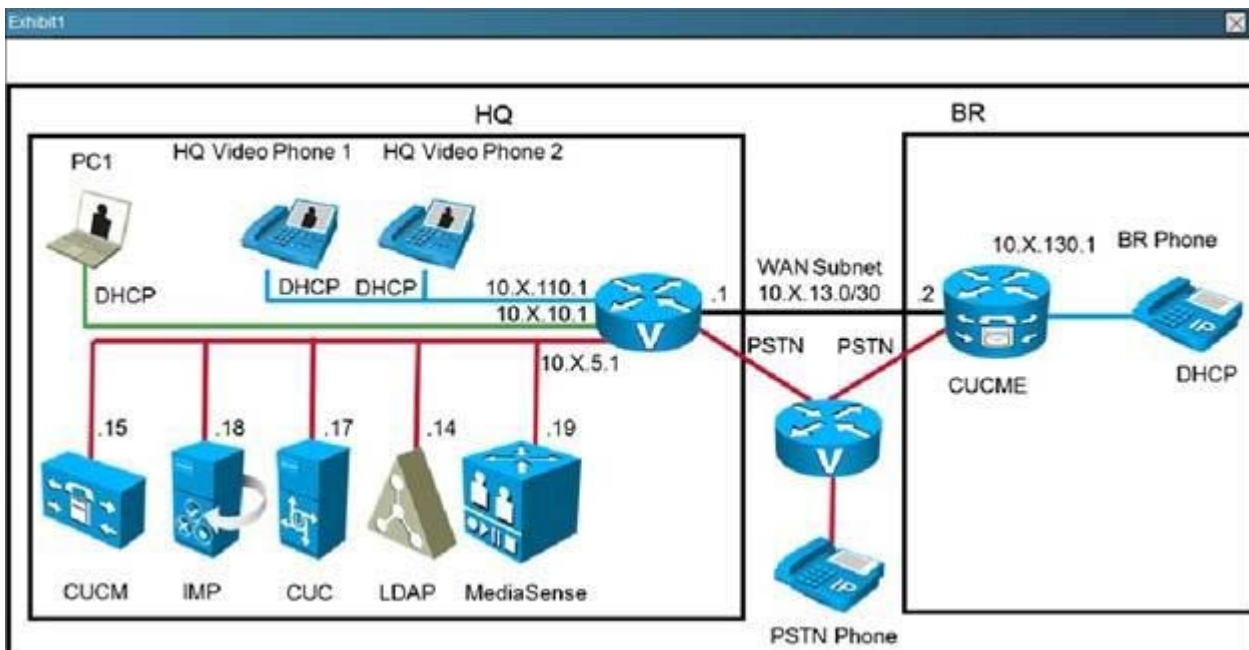 Exhibit1
HQ
BR
PC1
HQ Video Phone 1
HQ Video Phone 2
10.X.130.1
BR Phone
WAN Subnet
10.X.13.0/30
DHCP
DHCP
DHCP
10.X.110.1
.1
.2
10.X.10.1
V
IP
PSTN
PSTN
10.X.5.1
CUCME
DHCP
.15
.18
.17
.14
.19
V
IP
CUCM
IMP
CUC
LDAP
MediaSense
PSTN Phone